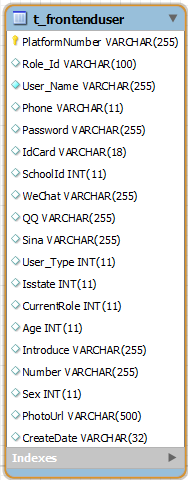 t_frontenduser
PlatformNumber VARCHAR(255)
Role_Id VARCHAR(100)
User_Name VARCHAR(255)
Phone VARCHAR(11)
Password VARCHAR(255)
IdCard VARCHAR(18)
SchoolId INT(11)
WeChat VARCHAR(255)
QQ VARCHAR(255)
Sina VARCHAR(255)
User_Type INT(11)
Isstate INT(11)
CurrentRole INT(11)
Age INT(11)
Introduce VARCHAR(255)
Number VARCHAR(255)
Sex INT(11)
PhotoUrl VARCHAR(500)
CreateDate VARCHAR(32)
Indexes